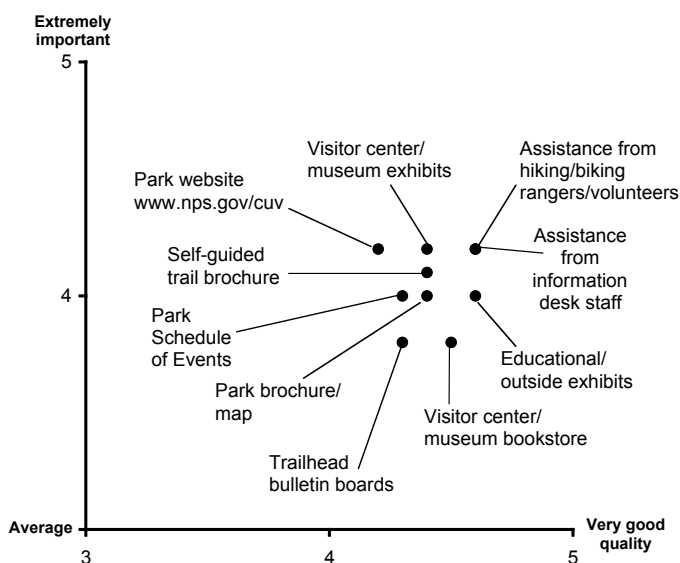 Extremely
important
5
Visitor center/
museum exhibits
Assistance from
hiking/biking
rangers/volunteers
Park website
www.nps.gov/cuv
Assistance
from
information
desk staff
Self-guided
trail brochure
4
Park
Schedule
of Events
Educational/
outside exhibits
Park brochure/
map
Visitor center/
museum bookstore
Trailhead
bulletin boards
Average
Very good
quality
3
4
5